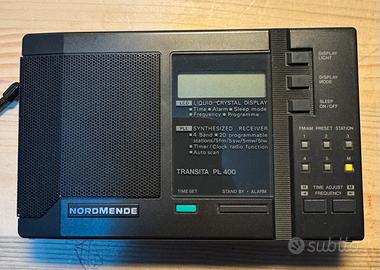 DISPLAY
LIGHT
DISPLAY
MODE
SLEEP
ON/OFF
LCD LIQUID CRYSTAL DISPLAY
■ Time ■ Alarm ■ Sleep mode
■ Frequency ■ Programme
PLL SYNTHESIZED RECEIVER
■ 4 Band ■ 20 programmable
stations/5fm/5sw/5mw/5lw
■ Timer/Clock radio function
■ Auto scan
TRANSITA PL 400
TIME SET
STAND BY • ALARM
FM/AM PRESET STATION
1 2 3
4 5 M
TIME ADJUST
FREQUENCY
NORDMENDE
subito